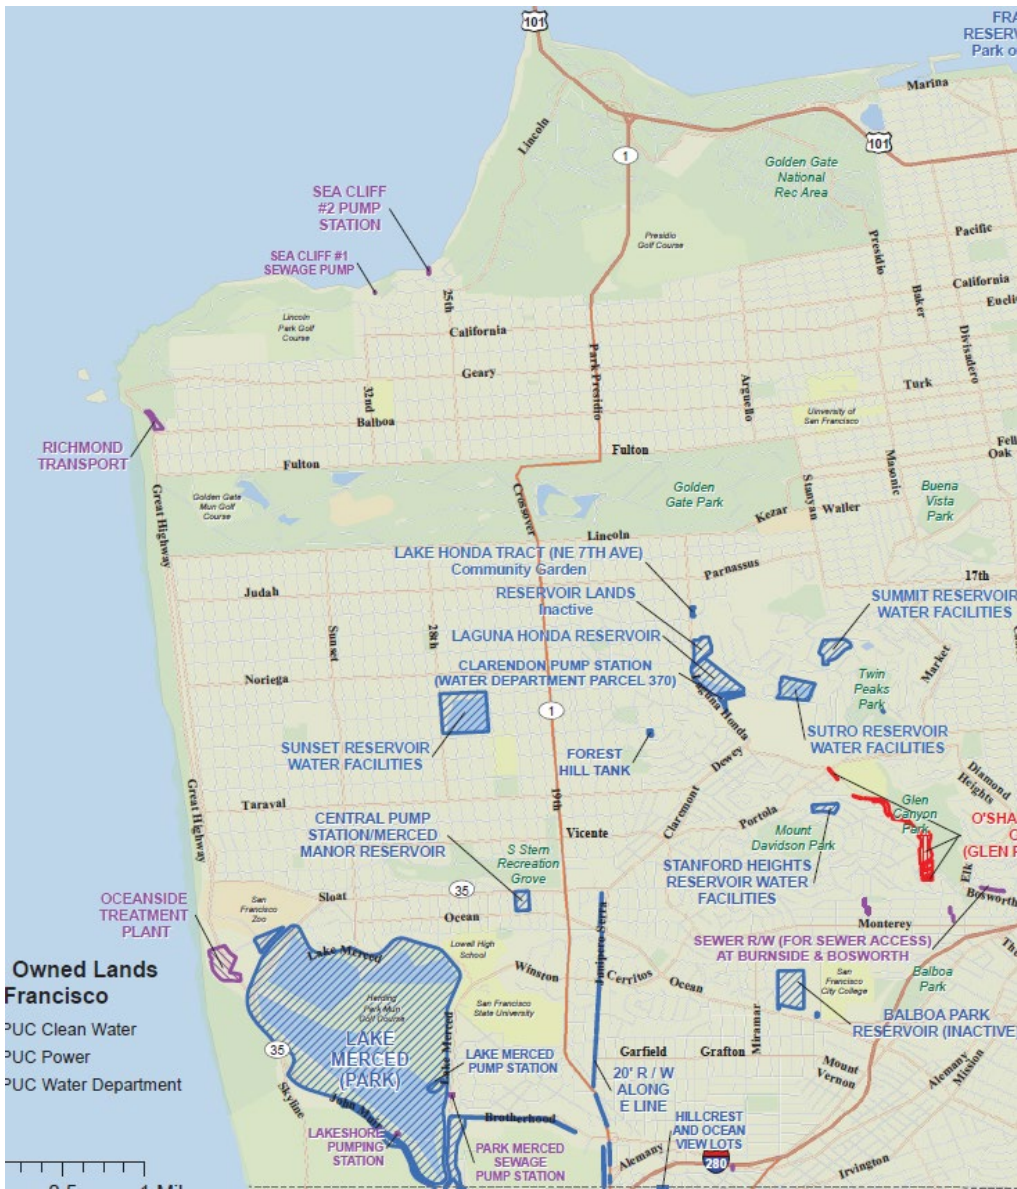 101
FRA
RESERV
Park o
Marina
Lincoln
101
1
Golden Gate
National
Rec Area
SEA CLIFF
#2 PUMP
STATION
Presidio
Golf Course
Presidio
Pacific
SEA CLIFF #1
SEWAGE PUMP
25th
California
Baker
Euclid
Lincoln
Park Golf
Course
California
Divisadero
Park Presidio
Geary
Arguello
Turk
32nd
Balboa
University of
San Francisco
RICHMOND
TRANSPORT
Fulton
Fulton
Fell
Oak
Masonic
Great Highway
Golden Gate
Mun Golf
Course
Crossover
Golden
Gate Park
Stanyan
Buena
Vista
Park
Kezar
Waller
Lincoln
LAKE HONDA TRACT (NE 7TH AVE)
Community Garden
Parnassus
17th
Judah
RESERVOIR LANDS
Inactive
SUMMIT RESERVOIR
WATER FACILITIES
Sunset
28th
LAGUNA HONDA RESERVOIR
Market
CLARENDON PUMP STATION
(WATER DEPARTMENT PARCEL 370)
Noriega
Twin
Peaks
Park
Laguna Honda
1
SUNSET RESERVOIR
WATER FACILITIES
FOREST
HILL TANK
SUTRO RESERVOIR
WATER FACILITIES
Dewey
Diamond
Heights
Great Highway
Taraval
19th
Claremont
Portola
Glen
Canyon
Park
CENTRAL PUMP
STATION/MERCED
MANOR RESERVOIR
Vicente
Mount
Davidson Park
O'SHA
(GLEN P
S Stern
Recreation
Grove
STANFORD HEIGHTS
RESERVOIR WATER
FACILITIES
Elk
OCEANSIDE
TREATMENT
PLANT
San
Francisco
Zoo
Sloat
35
Ocean
Junipero Serra
Bosworth
Monterey
Lake Merced
Lowell High
School
SEWER R/W (FOR SEWER ACCESS)
AT BURNSIDE & BOSWORTH
The
Owned Lands
Francisco
Winston
Cerritos
Ocean
San
Francisco
City College
Balboa
Park
PUC Clean Water
PUC Power
PUC Water Department
Harding
Park Mun
Golf Course
San Francisco
State University
Miramar
BALBOA PARK
RESERVOIR (INACTIVE)
LAKE
MERCED
(PARK)
35
Lake Merced
LAKE MERCED
PUMP STATION
Garfield
Grafton
20' R / W
ALONG
E LINE
Mount
Vernon
Alemany
Mission
Skyline
John Muir
Brotherhood
HILLCREST
AND OCEAN
VIEW LOTS
LAKESHORE
PUMPING
STATION
PARK MERCED
SEWAGE
PUMP STATION
Alemany
280
Irvington
0.5
1 Mil